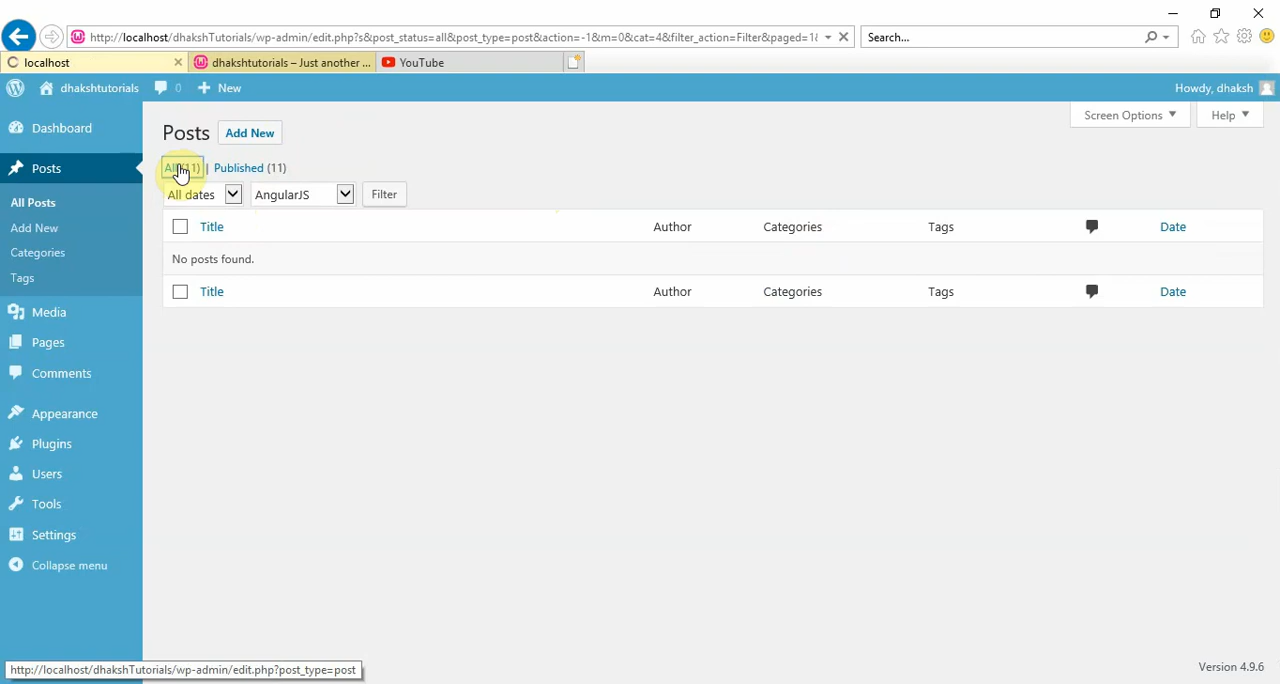 http://localhost/dhakshTutorials/wp-admin/edit.php?s&post_status=all&post_type=post&action=-1&m=0&cat=4&filter_action=Filter&paged=1&
Search...
localhost
dhakshtutorials – Just another ...
YouTube
dhakshtutorials
0
New
Howdy, dhaksh
Screen Options
Help
Dashboard
Posts
All Posts
Add New
Categories
Tags
Media
Pages
Comments
Appearance
Plugins
Users
Tools
Settings
Collapse menu
Posts
Add New
All (11) | Published (11)
All dates
AngularJS
Filter
Title
Author
Categories
Tags
Date
No posts found.
Title
Author
Categories
Tags
Date
Version 4.9.6
http://localhost/dhakshTutorials/wp-admin/edit.php?post_type=post